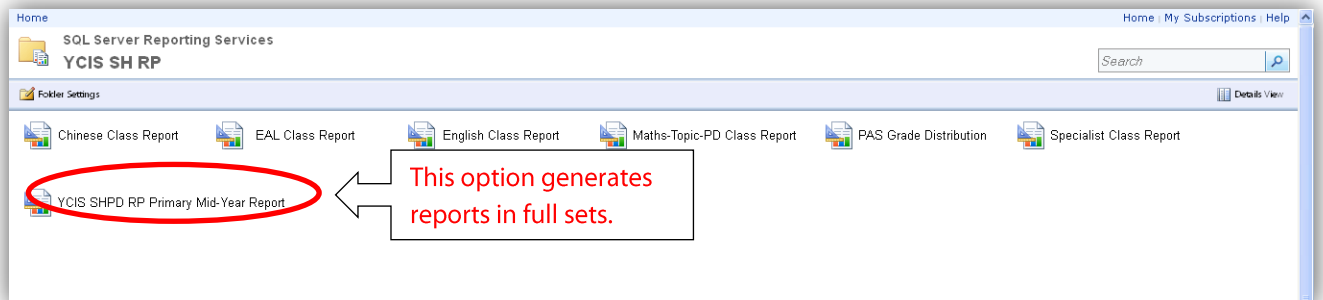 Home
Home | My Subscriptions | Help
SQL Server Reporting Services
YCIS SH RP
Search
Folder Settings
Details View
Chinese Class Report
EAL Class Report
English Class Report
Maths-Topic-PD Class Report
PAS Grade Distribution
Specialist Class Report
YCIS SHPD RP Primary Mid-Year Report
This option generates
reports in full sets.